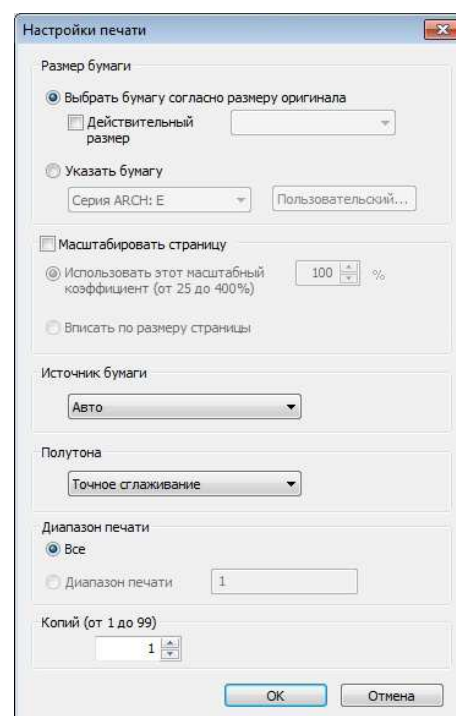 Настройки печати
Размер бумаги
Выбрать бумагу согласно размеру оригинала
Действительный
размер
Указать бумагу
Серия ARCH: E
Пользовательский...
Масштабировать страницу
Использовать этот масштабный
коэффициент (от 25 до 400%)
100 %
Вписать по размеру страницы
Источник бумаги
Авто
Полутона
Точное сглаживание
Диапазон печати
Все
Диапазон печати 1
Копий (от 1 до 99)
1
OK Отмена